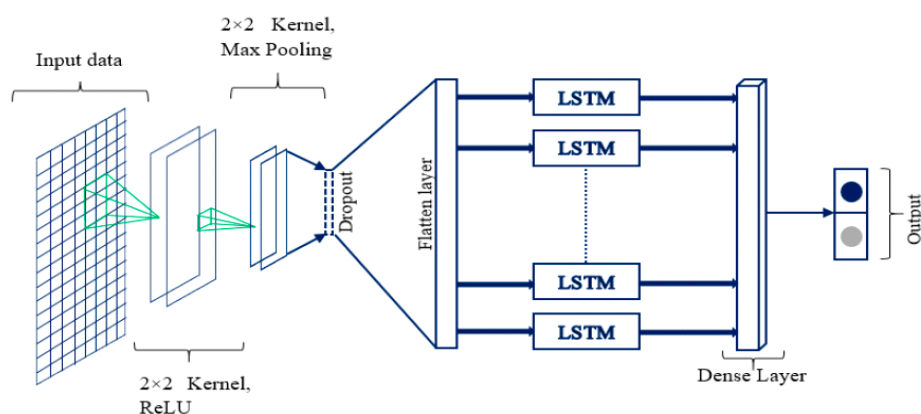 Input data
2×2 Kernel,
Max Pooling
2×2 Kernel,
ReLU
Dropout
Flatten layer
LSTM
LSTM
LSTM
LSTM
Dense Layer
Output